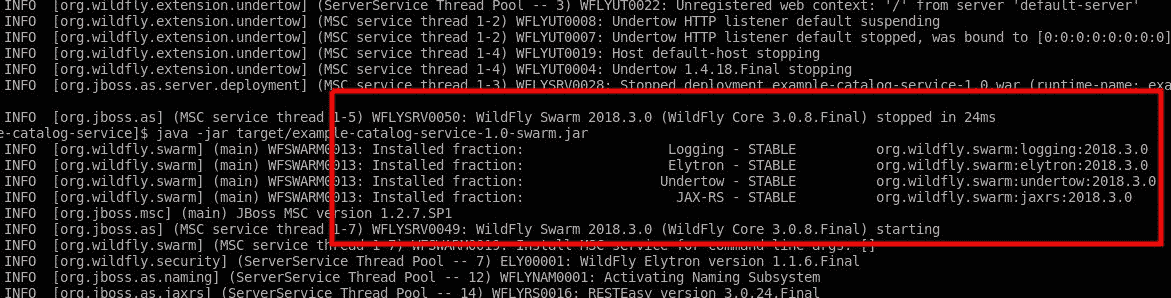 INFO [org.wildfly.extension.undertow] (ServerService Thread Pool -- 3) WFLYUT0022: Unregistered web context: '/' from server 'default-server'
INFO [org.wildfly.extension.undertow] (MSC service thread 1-2) WFLYUT0008: Undertow HTTP listener default suspending
INFO [org.wildfly.extension.undertow] (MSC service thread 1-2) WFLYUT0007: Undertow HTTP listener default stopped, was bound to [0:0:0:0:0:0:0:0]
INFO [org.wildfly.extension.undertow] (MSC service thread 1-4) WFLYUT0019: Host default-host stopping
INFO [org.wildfly.extension.undertow] (MSC service thread 1-4) WFLYUT0004: Undertow 1.4.18.Final stopping
INFO [org.jboss.as.server.deployment] (MSC service thread 1-3) WFLYSRV0028: Stopped deployment example-catalog-service-1.0.war (runtime-name: exa
INFO [org.jboss.as] (MSC service thread 1-5) WFLYSRV0050: WildFly Swarm 2018.3.0 (WildFly Core 3.0.8.Final) stopped in 24ms
e-catalog-service]$ java -jar target/example-catalog-service-1.0-swarm.jar
INFO [org.wildfly.swarm] (main) WFSWARM0013: Installed fraction: Logging - STABLE org.wildfly.swarm:logging:2018.3.0
INFO [org.wildfly.swarm] (main) WFSWARM0013: Installed fraction: Elytron - STABLE org.wildfly.swarm:elytron:2018.3.0
INFO [org.wildfly.swarm] (main) WFSWARM0013: Installed fraction: Undertow - STABLE org.wildfly.swarm:undertow:2018.3.0
INFO [org.wildfly.swarm] (main) WFSWARM0013: Installed fraction: JAX-RS - STABLE org.wildfly.swarm:jaxrs:2018.3.0
INFO [org.jboss.msc] (main) JBoss MSC version 1.2.7.SP1
INFO [org.jboss.as] (MSC service thread 1-7) WFLYSRV0049: WildFly Swarm 2018.3.0 (WildFly Core 3.0.8.Final) starting
INFO [org.wildfly.swarm] (MSC service thread 1-7) WFSWARM0019: Install MSC service for command line args: []
INFO [org.wildfly.security] (ServerService Thread Pool -- 7) ELY00001: WildFly Elytron version 1.1.6.Final
INFO [org.jboss.as.naming] (ServerService Thread Pool -- 12) WFLYNAM0001: Activating Naming Subsystem
INFO [org.jboss.as.jaxrs] (ServerService Thread Pool -- 14) WFLYRS0016: RESTEasy version 3.0.24.Final